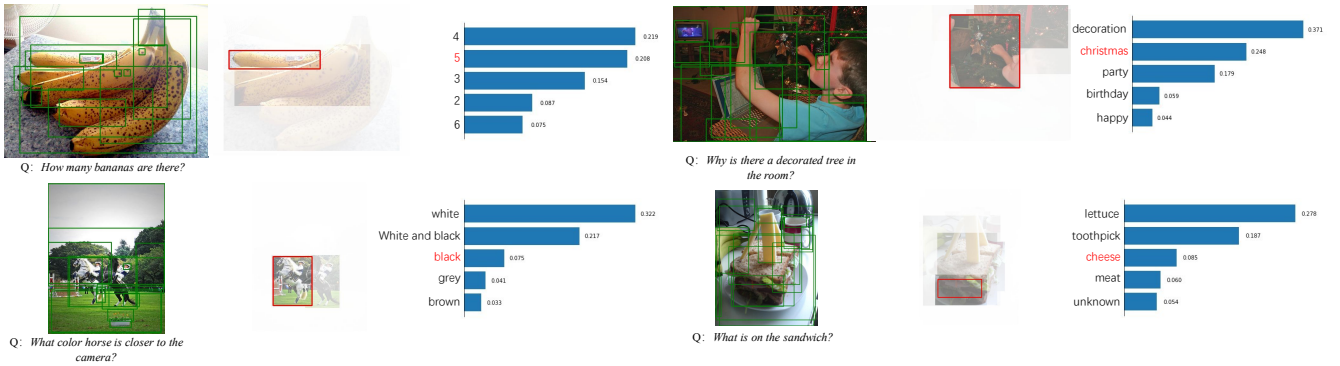 4 0.219
5 0.208
3 0.154
2 0.087
6 0.075
Q: How many bananas are there?
decoration 0.371
christmas 0.248
party 0.179
birthday 0.059
happy 0.044
Q: Why is there a decorated tree in
the room?
white 0.322
White and black 0.217
black 0.075
grey 0.041
brown 0.033
Q: What color horse is closer to the
camera?
lettuce 0.278
toothpick 0.187
cheese 0.085
meat 0.060
unknown 0.054
Q: What is on the sandwich?